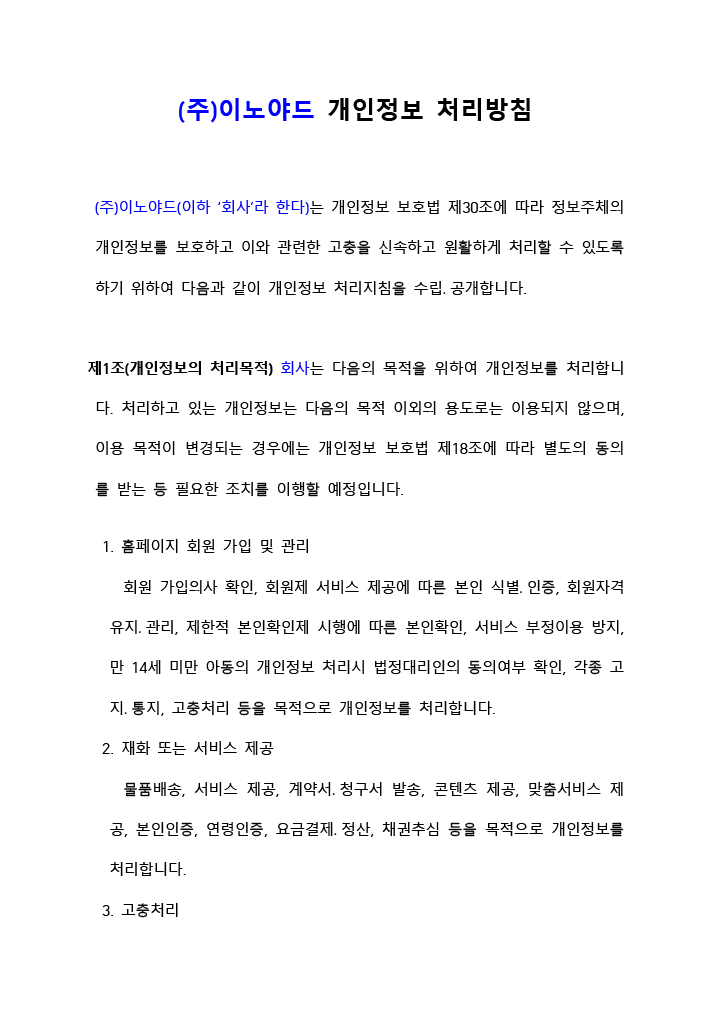 (주)이노야드 개인정보 처리방침
(주)이노야드(이하 ‘회사’라 한다)는 개인정보 보호법 제30조에 따라 정보주체의
개인정보를 보호하고 이와 관련한 고충을 신속하고 원활하게 처리할 수 있도록
하기 위하여 다음과 같이 개인정보 처리지침을 수립. 공개합니다.
제1조(개인정보의 처리목적) 회사는 다음의 목적을 위하여 개인정보를 처리합니
다. 처리하고 있는 개인정보는 다음의 목적 이외의 용도로는 이용되지 않으며,
이용 목적이 변경되는 경우에는 개인정보 보호법 제18조에 따라 별도의 동의
를 받는 등 필요한 조치를 이행할 예정입니다.
1. 홈페이지 회원 가입 및 관리
회원 가입의사 확인, 회원제 서비스 제공에 따른 본인 식별. 인증, 회원자격
유지. 관리, 제한적 본인확인제 시행에 따른 본인확인, 서비스 부정이용 방지,
만 14세 미만 아동의 개인정보 처리시 법정대리인의 동의여부 확인, 각종 고
지. 통지, 고충처리 등을 목적으로 개인정보를 처리합니다.
2. 재화 또는 서비스 제공
물품배송, 서비스 제공, 계약서. 청구서 발송, 콘텐츠 제공, 맞춤서비스 제
공, 본인인증, 연령인증, 요금결제. 정산, 채권추심 등을 목적으로 개인정보를
처리합니다.
3. 고충처리